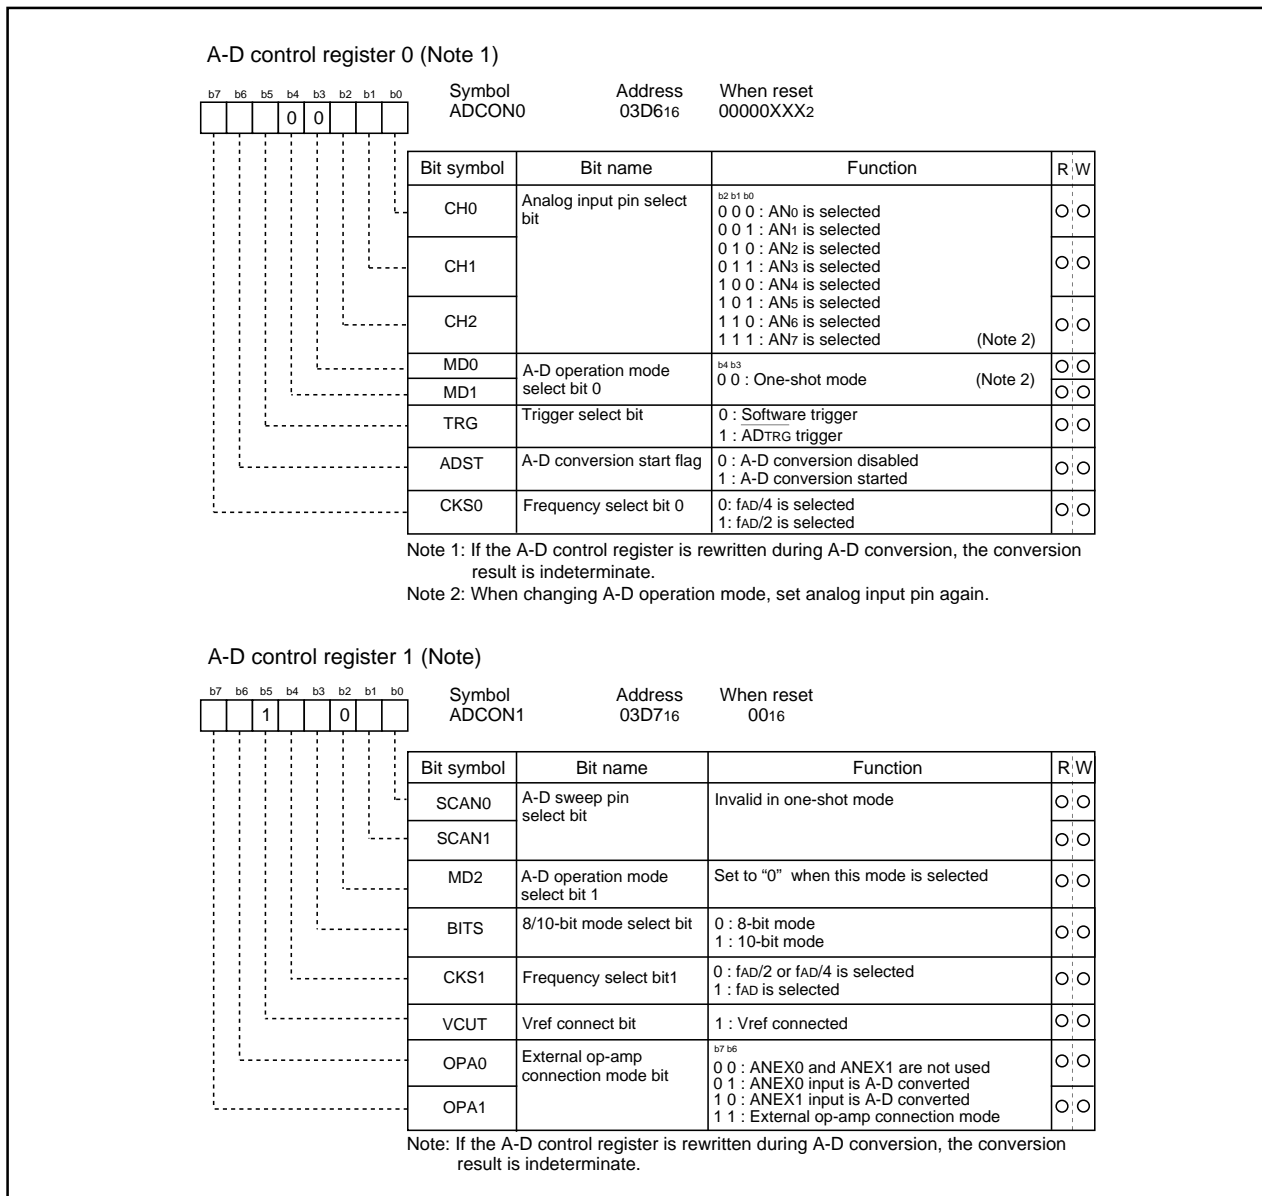 A-D control register 0 (Note 1)
Symbol Address When reset
ADCON0 03D616 00000XXX2
b7 b6 b5 b4 b3 b2 b1 b0
0 0
Bit symbol Bit name Function R W
CH0 Analog input pin select bit
CH1
CH2
b2 b1 b0
0 0 0 : AN0 is selected
0 0 1 : AN1 is selected
0 1 0 : AN2 is selected
0 1 1 : AN3 is selected
1 0 0 : AN4 is selected
1 0 1 : AN5 is selected
1 1 0 : AN6 is selected
1 1 1 : AN7 is selected (Note 2)
MD0 A-D operation mode
MD1 select bit 0
b4 b3
0 0 : One-shot mode (Note 2)
TRG Trigger select bit 0 : Software trigger
1 : ADTRG trigger
ADST A-D conversion start flag 0 : A-D conversion disabled
1 : A-D conversion started
CKS0 Frequency select bit 0 0: fAD/4 is selected
1: fAD/2 is selected
Note 1: If the A-D control register is rewritten during A-D conversion, the conversion
result is indeterminate.
Note 2: When changing A-D operation mode, set analog input pin again.
A-D control register 1 (Note)
Symbol Address When reset
ADCON1 03D716 0016
b7 b6 b5 b4 b3 b2 b1 b0
1 0
Bit symbol Bit name Function R W
SCAN0 A-D sweep pin
select bit Invalid in one-shot mode
SCAN1
MD2 A-D operation mode
select bit 1 Set to “0” when this mode is selected
BITS 8/10-bit mode select bit 0 : 8-bit mode
1 : 10-bit mode
CKS1 Frequency select bit1 0 : fAD/2 or fAD/4 is selected
1 : fAD is selected
VCUT Vref connect bit 1 : Vref connected
OPA0 External op-amp
connection mode bit
OPA1
b7 b6
0 0 : ANEX0 and ANEX1 are not used
0 1 : ANEX0 input is A-D converted
1 0 : ANEX1 input is A-D converted
1 1 : External op-amp connection mode
Note: If the A-D control register is rewritten during A-D conversion, the conversion
result is indeterminate.